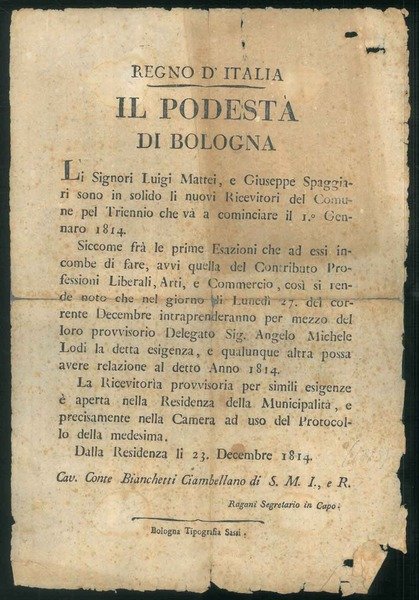 REGNO D' ITALIA
IL PODESTÀ
DI BOLOGNA
Li Signori Luigi Mattei, e Giuseppe Spaggia-
ri sono in solido li nuovi Ricevitori del Comu-
ne pel Triennio che và a cominciare il 1.º Gen-
naro 1814.
Siccome frà le prime Esazioni che ad essi in-
combe di fare, avvi quella del Contributo Pro-
fessioni Liberali, Arti, e Commercio, così si ren-
de noto che nel giorno di Lunedì 27. del cor-
rente Decembre intraprenderanno per mezzo del
loro provvisorio Delegato Sig. Angelo Michele
Lodi la detta esigenza, e qualunque altra possa
avere relazione al detto Anno 1814.
La Ricevitoria provvisoria per simili esigenze
è aperta nella Residenza della Municipalità, e
precisamente nella Camera ad uso del Protocol-
lo della medesima.
Dalla Residenza li 23. Decembre 1814.
Cav. Conte Bianchetti Ciambellano di S. M. I., e R.
Ragani Segretario in Capo.
Bologna Tipografia Sassi.